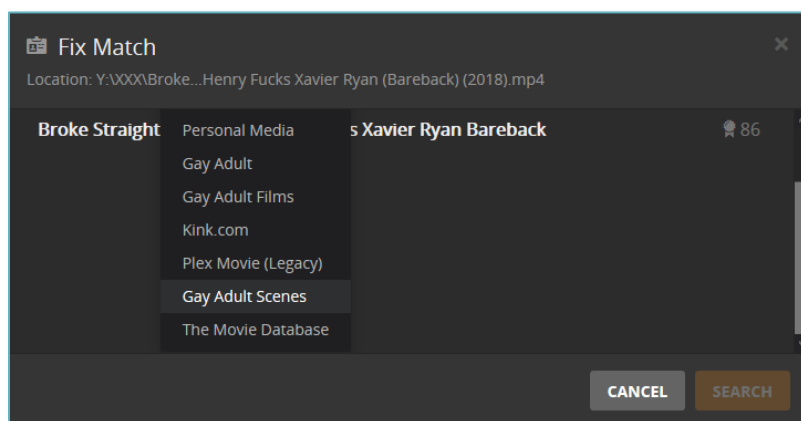 Fix Match
Location: Y:\XXX\Broke...Henry Fucks Xavier Ryan (Bareback) (2018).mp4
Broke Straight s Xavier Ryan Bareback 86
Personal Media
Gay Adult
Gay Adult Films
Kink.com
Plex Movie (Legacy)
Gay Adult Scenes
The Movie Database
CANCEL SEARCH